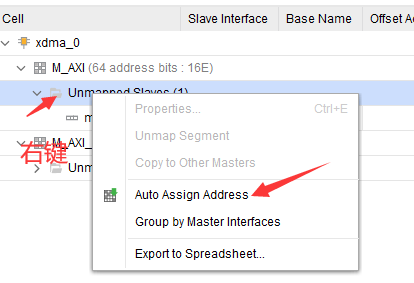 Cell Slave Interface Base Name Offset A
xdma_0
M_AXI (64 address bits : 16E)
Unmapped Slaves (1)
m
M_AXI_
Unm
右键
Properties... Ctrl+E
Unmap Segment
Copy to Other Masters
Auto Assign Address
Group by Master Interfaces
Export to Spreadsheet...